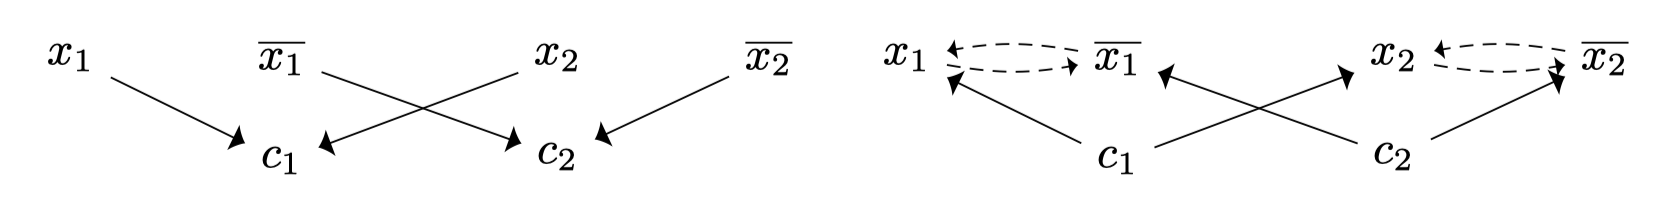 x₁ x̅₁ x₂ x̅₂ x₁ x̅₁ x₂ x̅₂
c₁ c₂ c₁ c₂